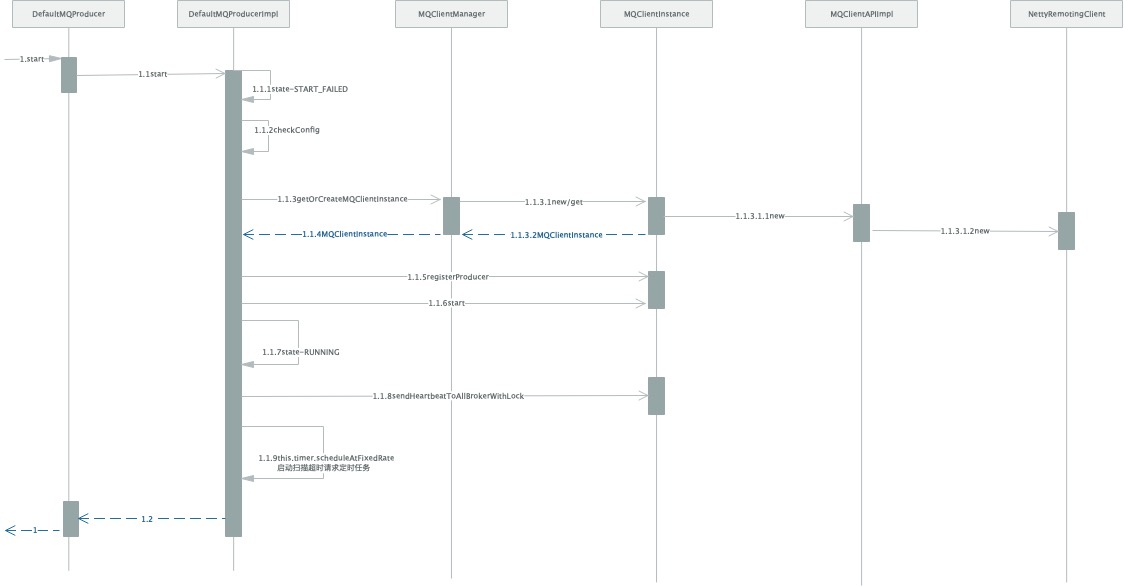 DefaultMQProducer
DefaultMQProducerImpl
MQClientManager
MQClientInstance
MQClientAPIImpl
NettyRemotingClient
1.start
1.1start
1.1.1state=START_FAILED
1.1.2checkConfig
1.1.3getOrCreateMQClientInstance
1.1.3.1new/get
1.1.3.1.1new
1.1.3.1.2new
1.1.4MQClientInstance
1.1.3.2MQClientInstance
1.1.5registerProducer
1.1.6start
1.1.7state=RUNNING
1.1.8sendHeartbeatToAllBrokerWithLock
1.1.9this.timer.scheduleAtFixedRate
启动扫描超时请求定时任务
1.2
1